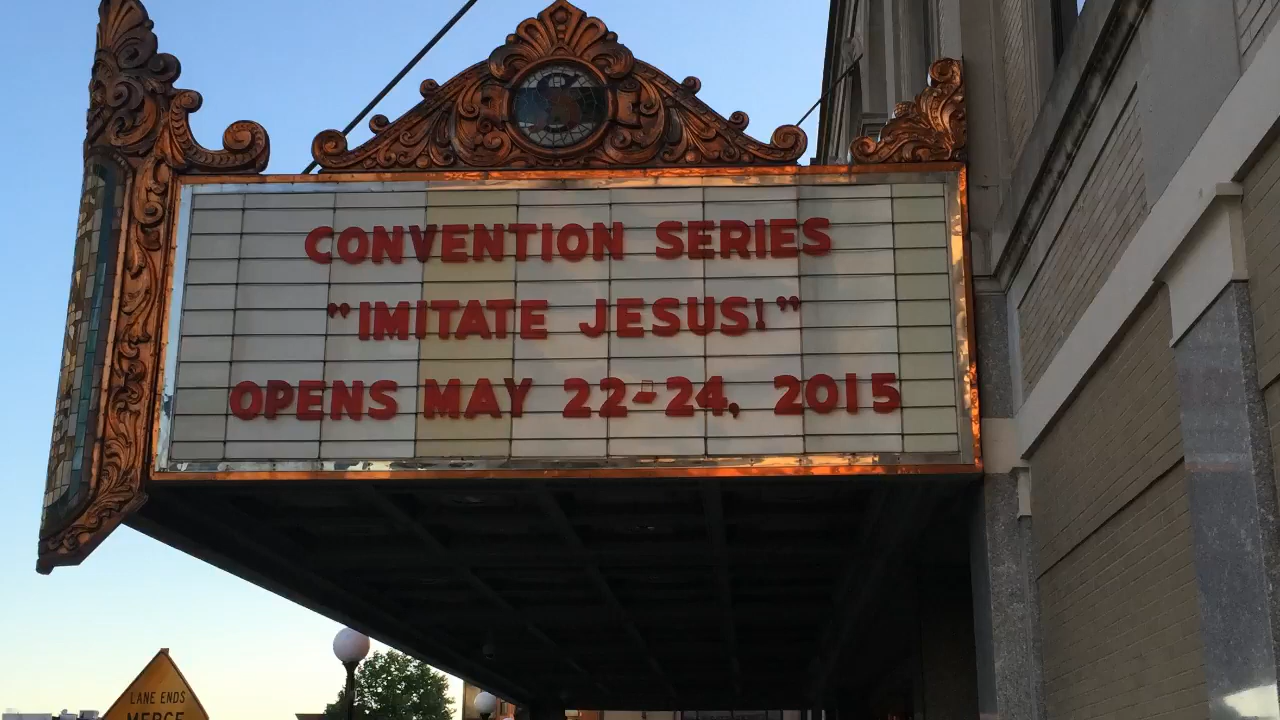 CONVENTION SERIES
"IMITATE JESUS!"
OPENS MAY 22-24, 2015
LANE ENDS
MERGE